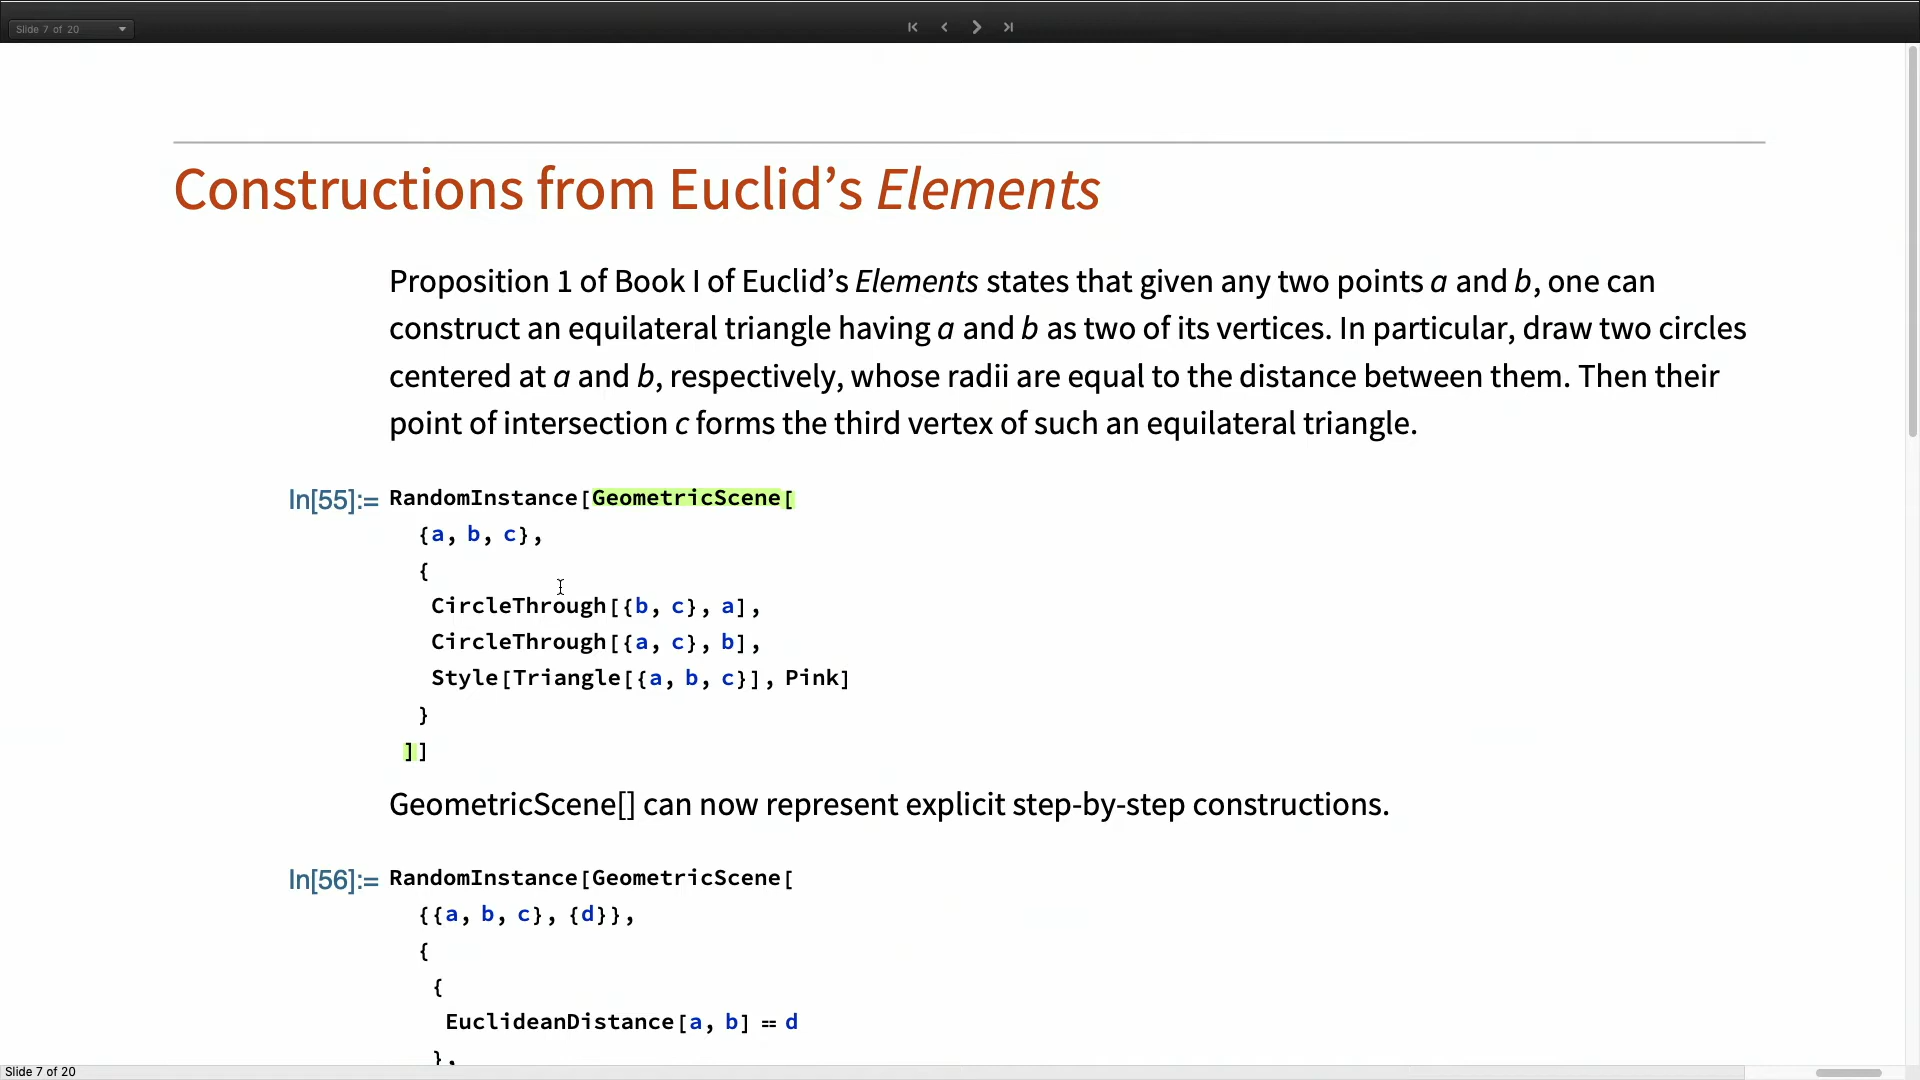 Slide 7 of 20
Constructions from Euclid’s Elements
Proposition 1 of Book I of Euclid’s Elements states that given any two points a and b, one can
construct an equilateral triangle having a and b as two of its vertices. In particular, draw two circles
centered at a and b, respectively, whose radii are equal to the distance between them. Then their
point of intersection c forms the third vertex of such an equilateral triangle.
In[55]:= RandomInstance[GeometricScene[
{a, b, c},
{
CircleThrough[{b, c}, a],
CircleThrough[{a, c}, b],
Style[Triangle[{a, b, c}], Pink]
}
]]
GeometricScene[] can now represent explicit step-by-step constructions.
In[56]:= RandomInstance[GeometricScene[
{{a, b, c}, {d}},
{
{
EuclideanDistance[a, b] == d
},
Slide 7 of 20